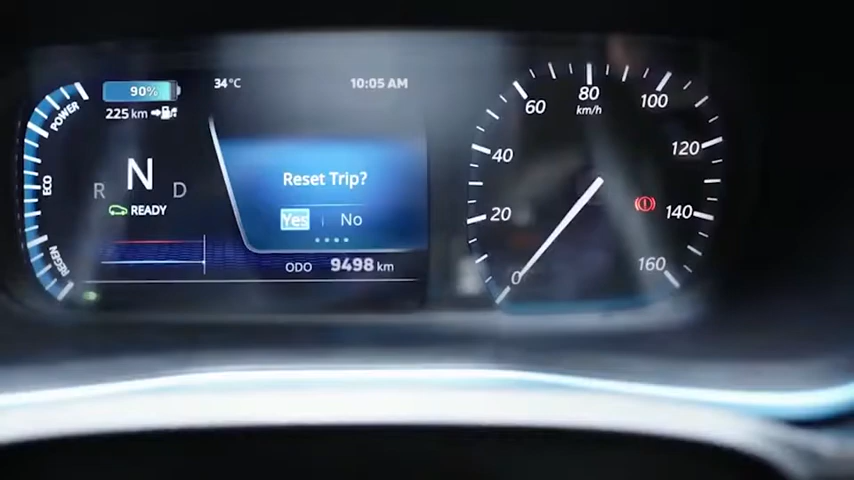 90%
225 km
34°C
10:05 AM
POWER
ECO
REGEN
R N D
READY
Reset Trip?
Yes No
ODO 9498 km
0
20
40
60
80
km/h
100
120
140
160